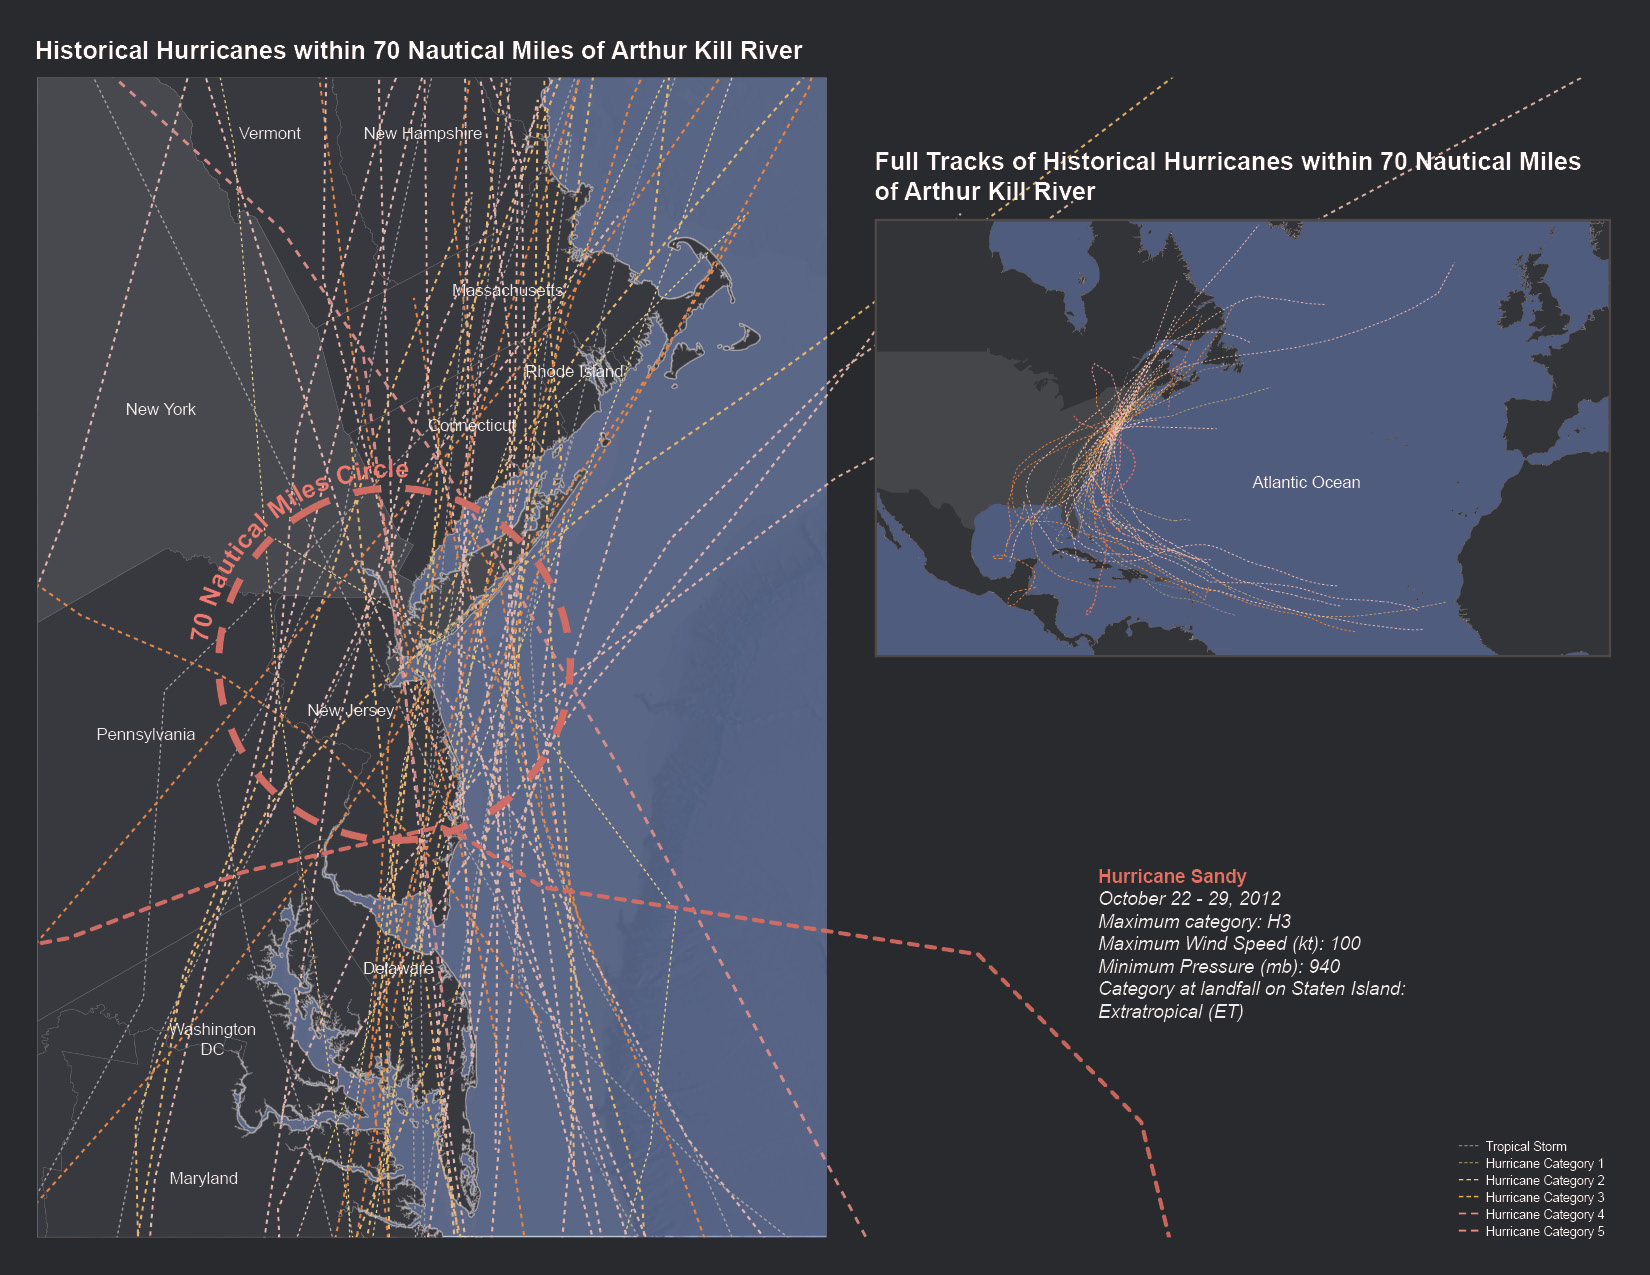 Historical Hurricanes within 70 Nautical Miles of Arthur Kill River
Vermont
New Hampshire
Massachusetts
Rhode Island
Connecticut
New York
70 Nautical Miles Circle
New Jersey
Pennsylvania
Delaware
Washington
DC
Maryland
Full Tracks of Historical Hurricanes within 70 Nautical Miles
of Arthur Kill River
Atlantic Ocean
Hurricane Sandy
October 22 - 29, 2012
Maximum category: H3
Maximum Wind Speed (kt): 100
Minimum Pressure (mb): 940
Category at landfall on Staten Island:
Extratropical (ET)
Tropical Storm
Hurricane Category 1
Hurricane Category 2
Hurricane Category 3
Hurricane Category 4
Hurricane Category 5